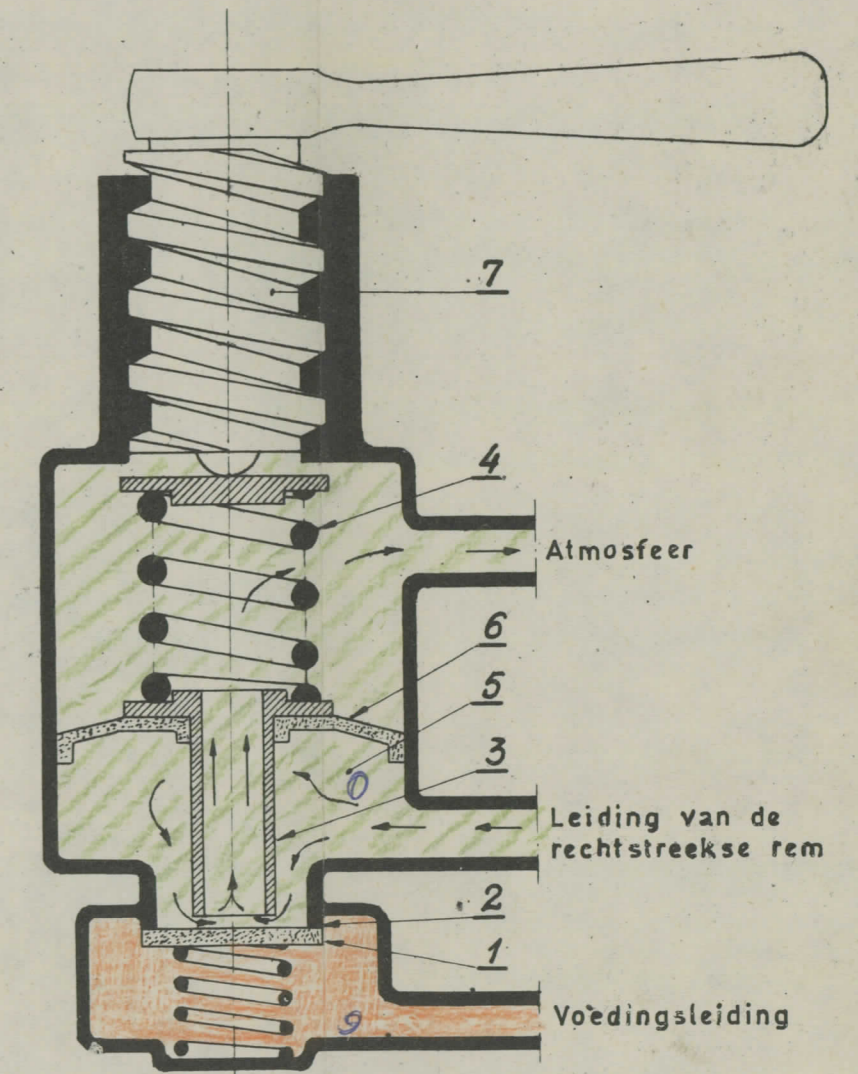 7
4
Atmosfeer
6
5
3
0
Leiding van de
rechtstreekse rem
2
1
Voedingsleiding
9